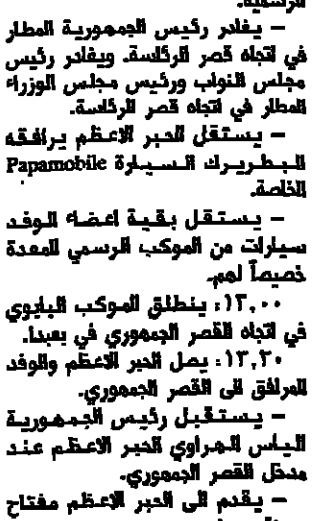 الرسمية.
– يغادر رئيس الجمهورية المطار
في اتجاه قصر الرئاسة. ويغادر رئيس
مجلس النواب ورئيس مجلس الوزراء
المطار في اتجاه قصر الرئاسة.
– يستقل الحبر الاعظم يرافقه
البطريرك السيارة Papamobile
الخاصة.
– يستقل بقية اعضاء الوفد
سيارات من الموكب الرسمي المعدة
خصيصاً لهم.
١٣,٠٠: ينطلق الموكب البابوي
في اتجاه القصر الجمهوري في بعبدا.
١٣,٢٠: يصل الحبر الاعظم والوفد
المرافق الى القصر الجمهوري.
– يستقبل رئيس الجمهورية
الياس الهراوي الحبر الاعظم عند
مدخل القصر الجمهوري.
– يقدم الى الحبر الاعظم مفتاح